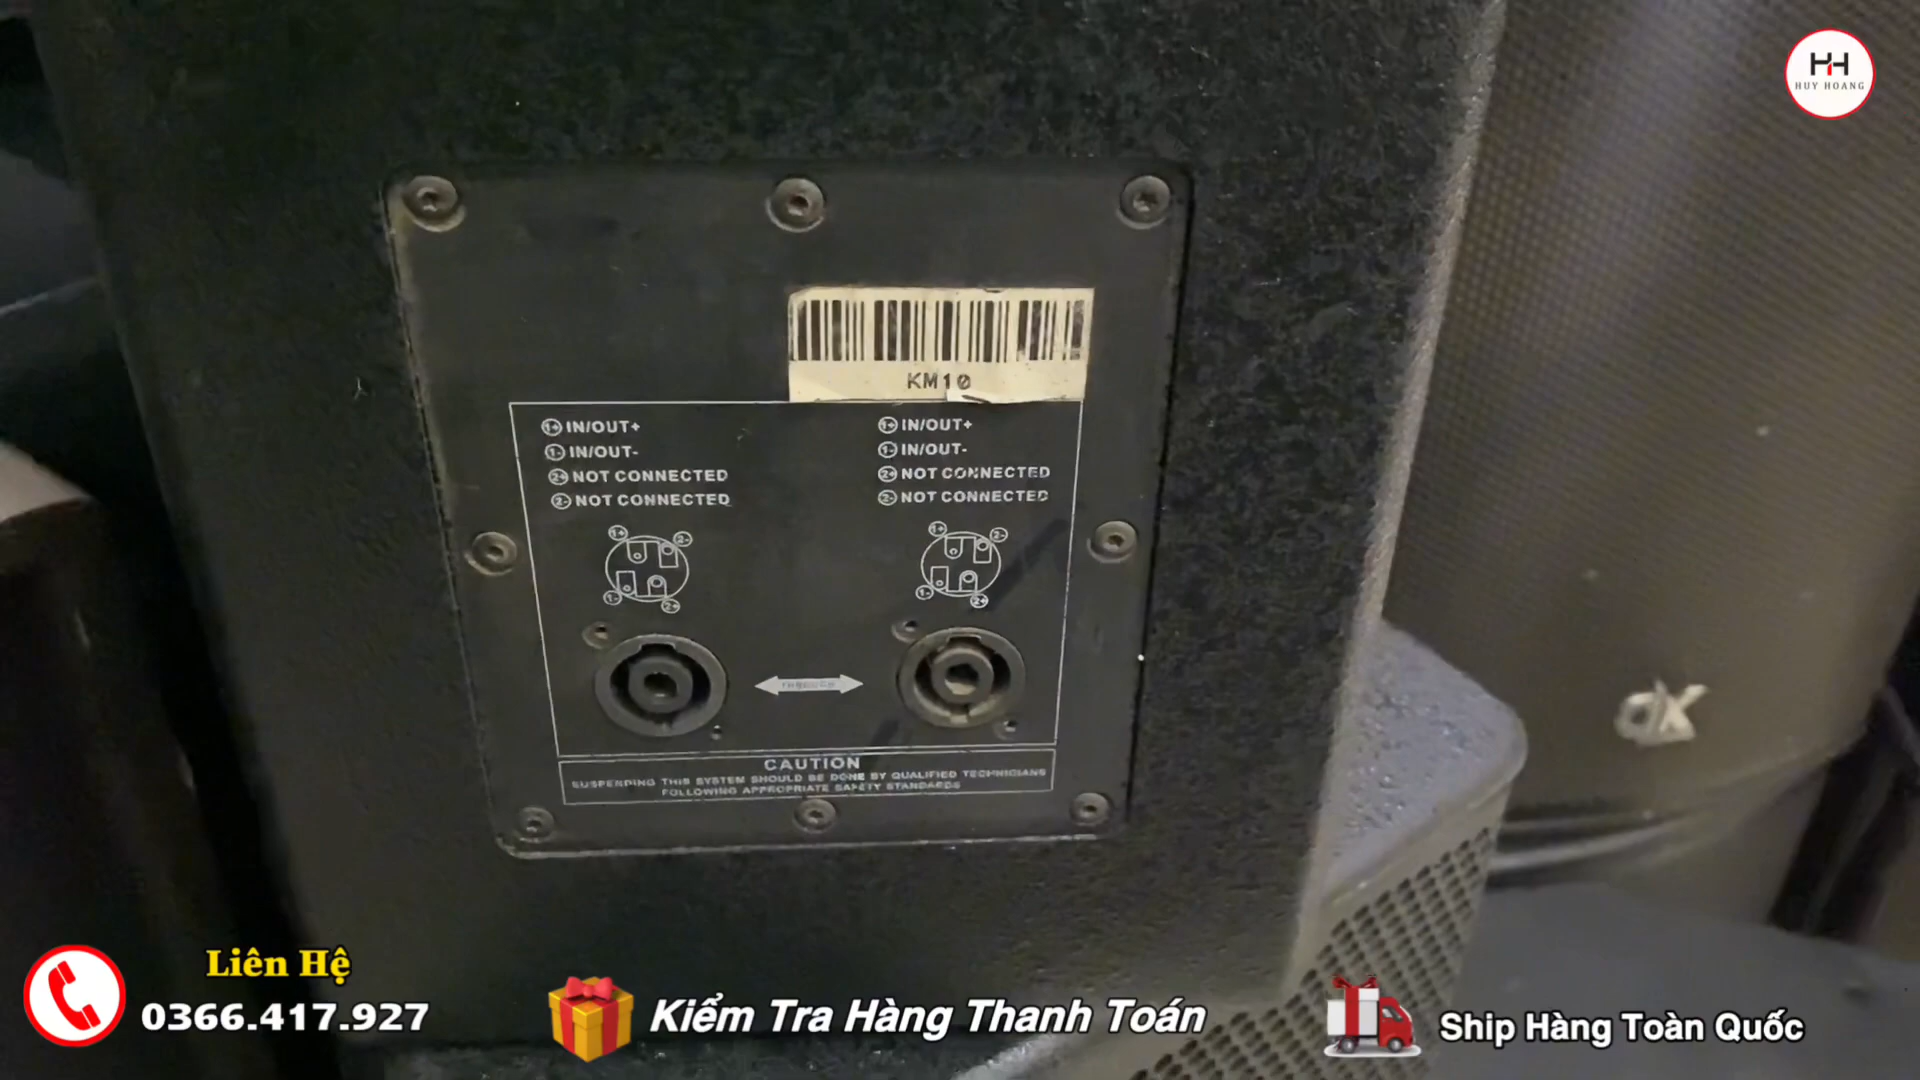 HH
HUY HOANG
KM10
1+ IN/OUT+
1- IN/OUT-
2+ NOT CONNECTED
2- NOT CONNECTED
1+ IN/OUT+
1- IN/OUT-
2+ NOT CONNECTED
2- NOT CONNECTED
1+ 2-
1- 2+
1+ 2-
1- 2+
THROUGH
CAUTION
SUSPENDING THIS SYSTEM SHOULD BE DONE BY QUALIFIED TECHNICIANS
FOLLOWING APPROPRIATE SAFETY STANDARDS
Liên Hệ
0366.417.927
Kiểm Tra Hàng Thanh Toán
Ship Hàng Toàn Quốc